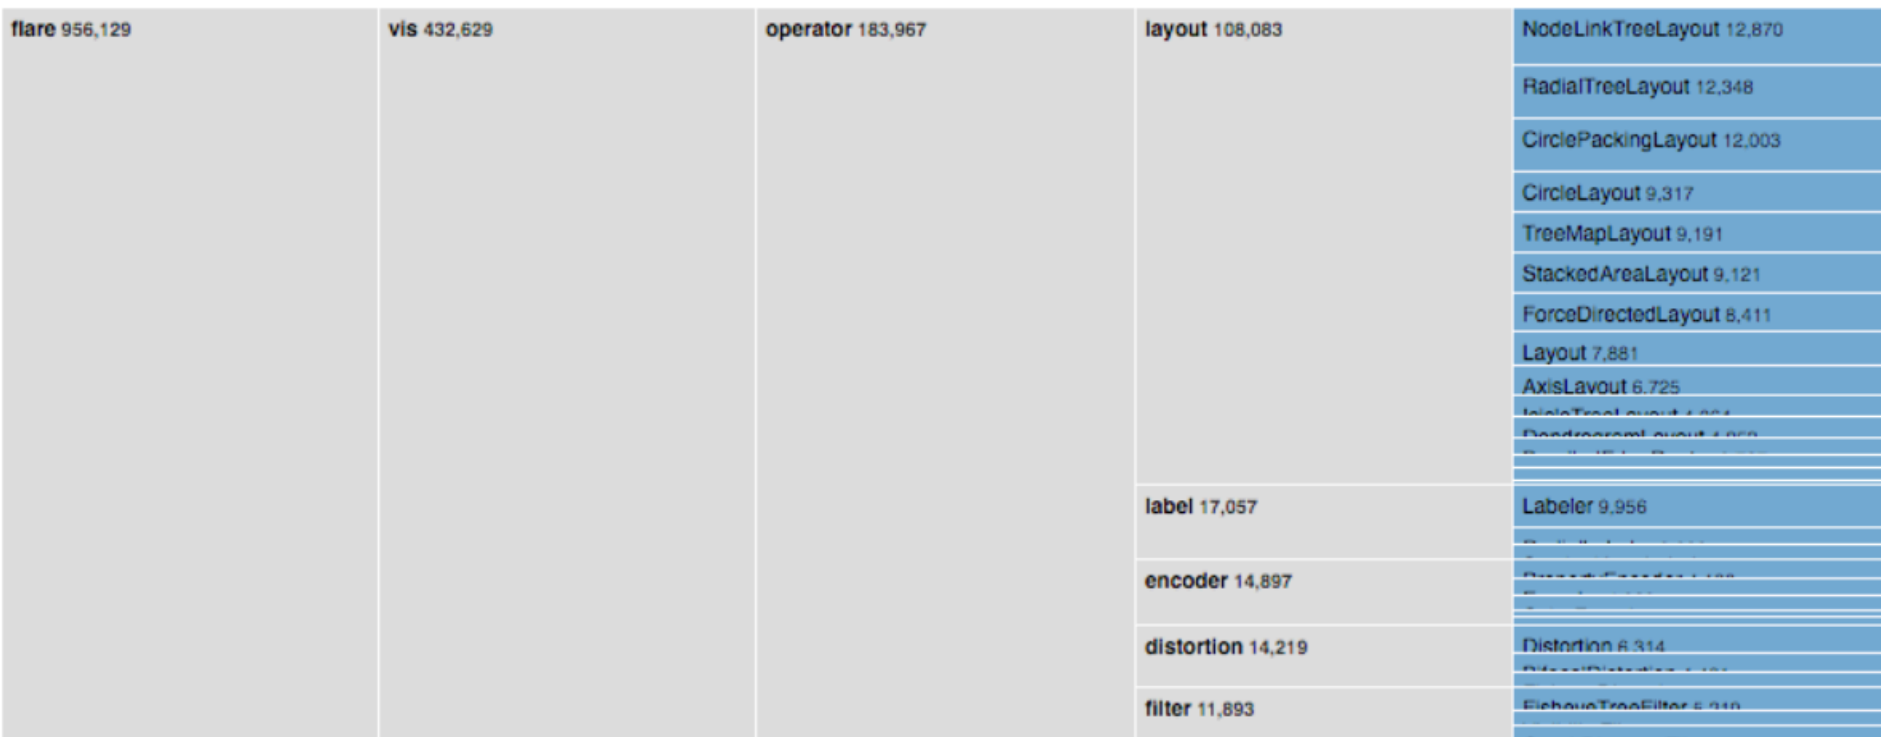 flare 956,129
vis 432,629
operator 183,967
layout 108,083
NodeLinkTreeLayout 12,870
RadialTreeLayout 12,348
CirclePackingLayout 12,003
CircleLayout 9,317
TreeMapLayout 9,191
StackedAreaLayout 9,121
ForceDirectedLayout 8,411
Layout 7,881
AxisLayout 6,725
label 17,057
Labeler 9,956
encoder 14,897
distortion 14,219
Distortion 6,314
filter 11,893